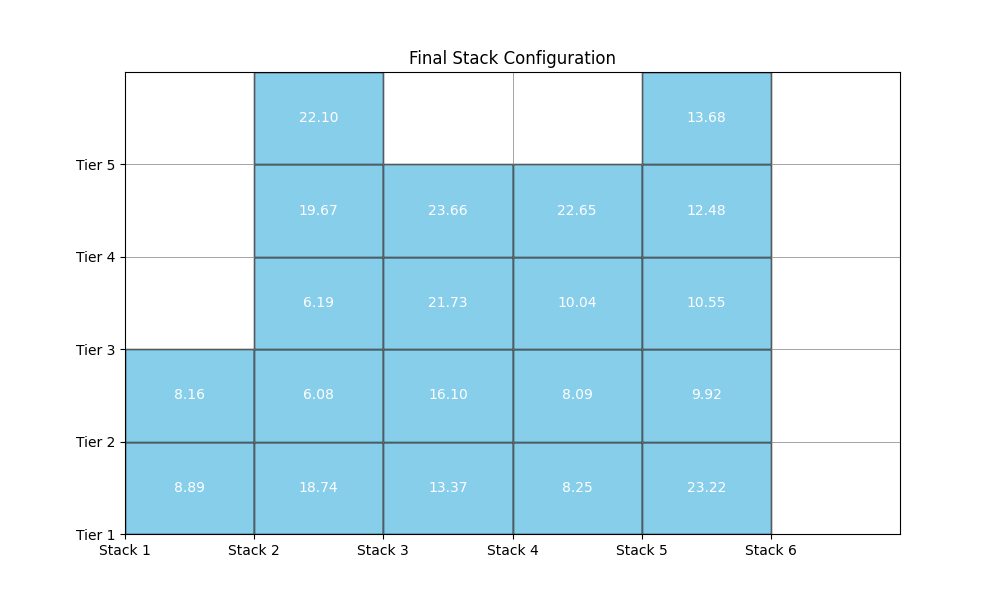 Final Stack Configuration
22.10 13.68
Tier 5
19.67 23.66 22.65 12.48
Tier 4
6.19 21.73 10.04 10.55
Tier 3
8.16 6.08 16.10 8.09 9.92
Tier 2
8.89 18.74 13.37 8.25 23.22
Tier 1
Stack 1 Stack 2 Stack 3 Stack 4 Stack 5 Stack 6